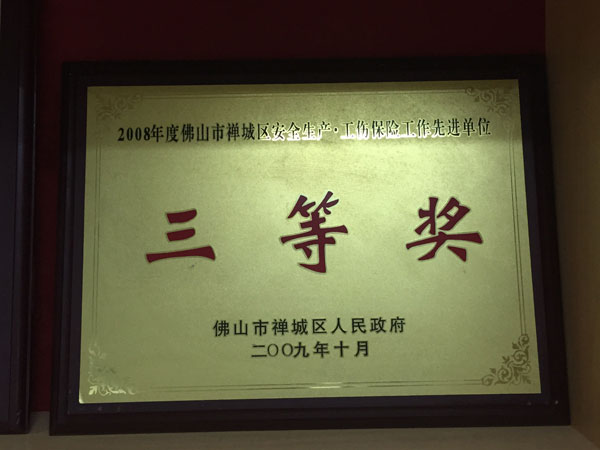 2008年度佛山市禅城区安全生产·工伤保险工作先进单位
三等奖
佛山市禅城区人民政府
二〇〇九年十月